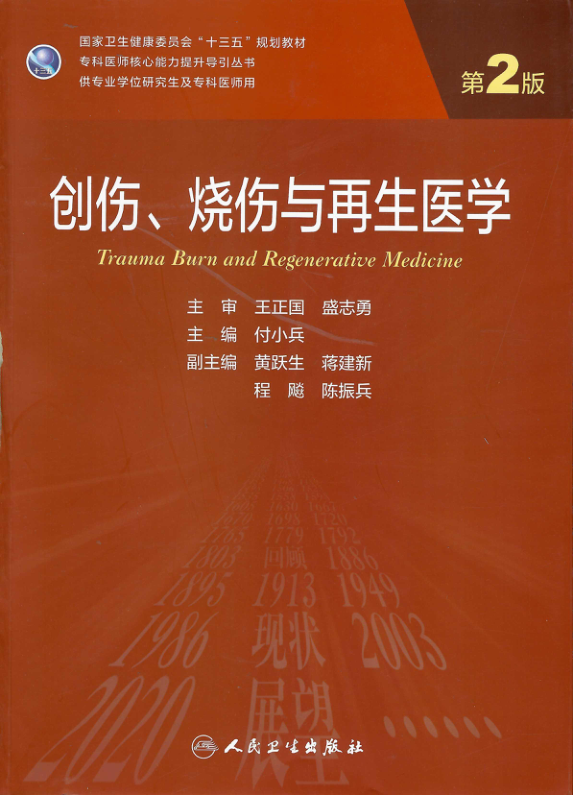 国家卫生健康委员会“十三五”规划教材
专科医师核心能力提升导引丛书
供专业学位研究生及专科医师用
十三五
第2版
创伤、烧伤与再生医学
Trauma Burn and Regenerative Medicine
主 审 王正国 盛志勇
主 编 付小兵
副主编 黄跃生 蒋建新
程 飚 陈振兵
1765 1779 1792
1803 回顾 1886
1895 1913 1949
1986 现状 2003
2020 展望 ……
人民卫生出版社